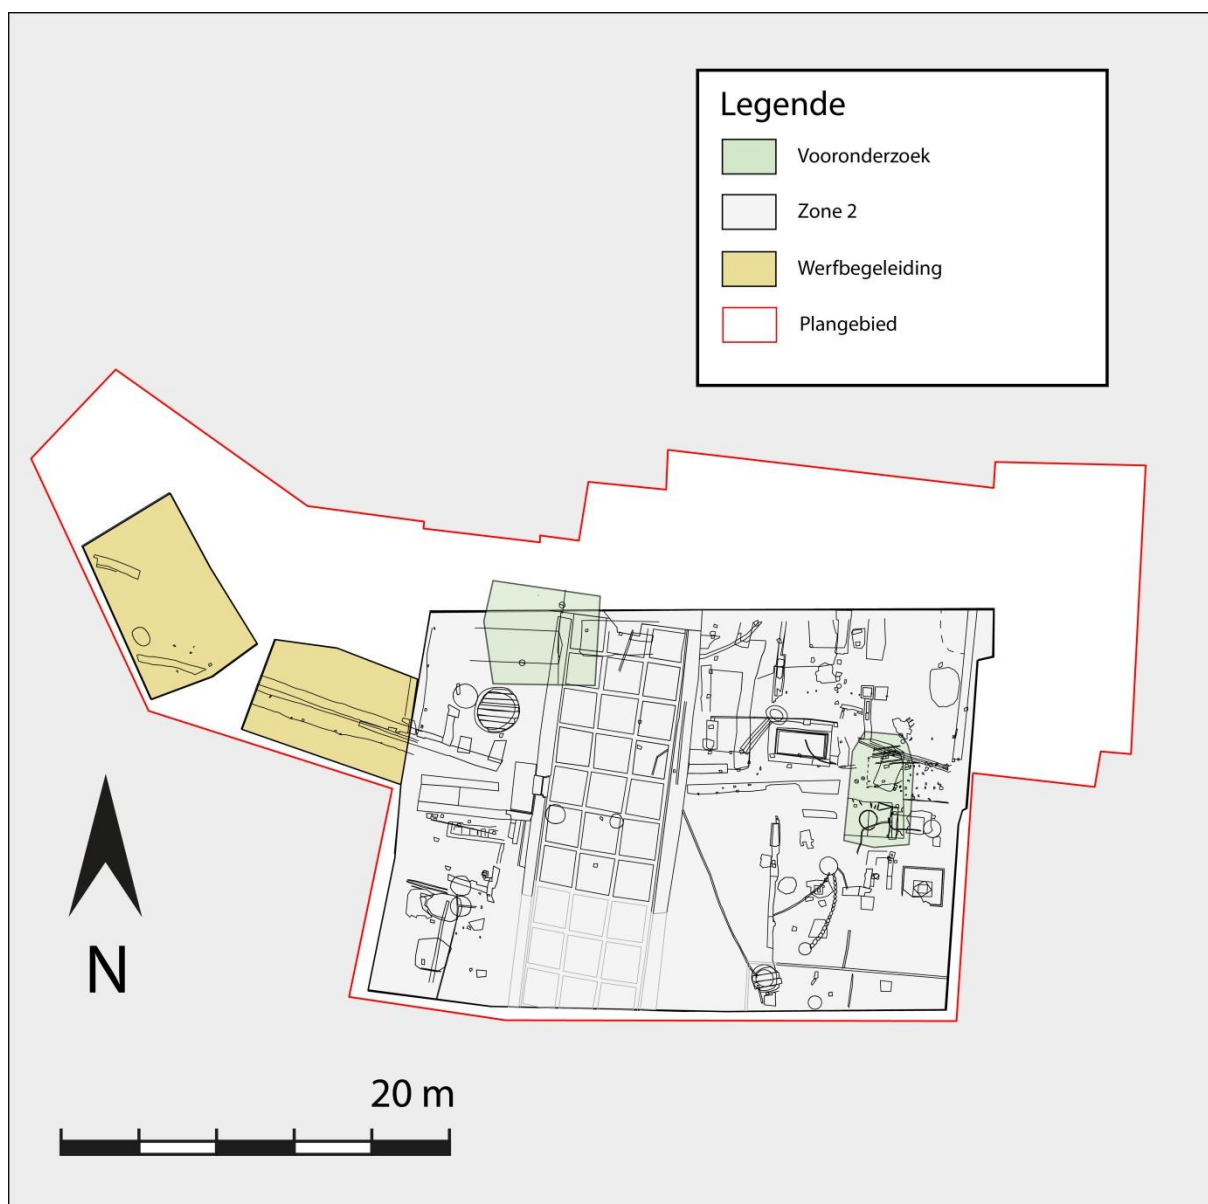 Legende
Vooronderzoek
Zone 2
Werfbegeleiding
Plangebied
N
20 m